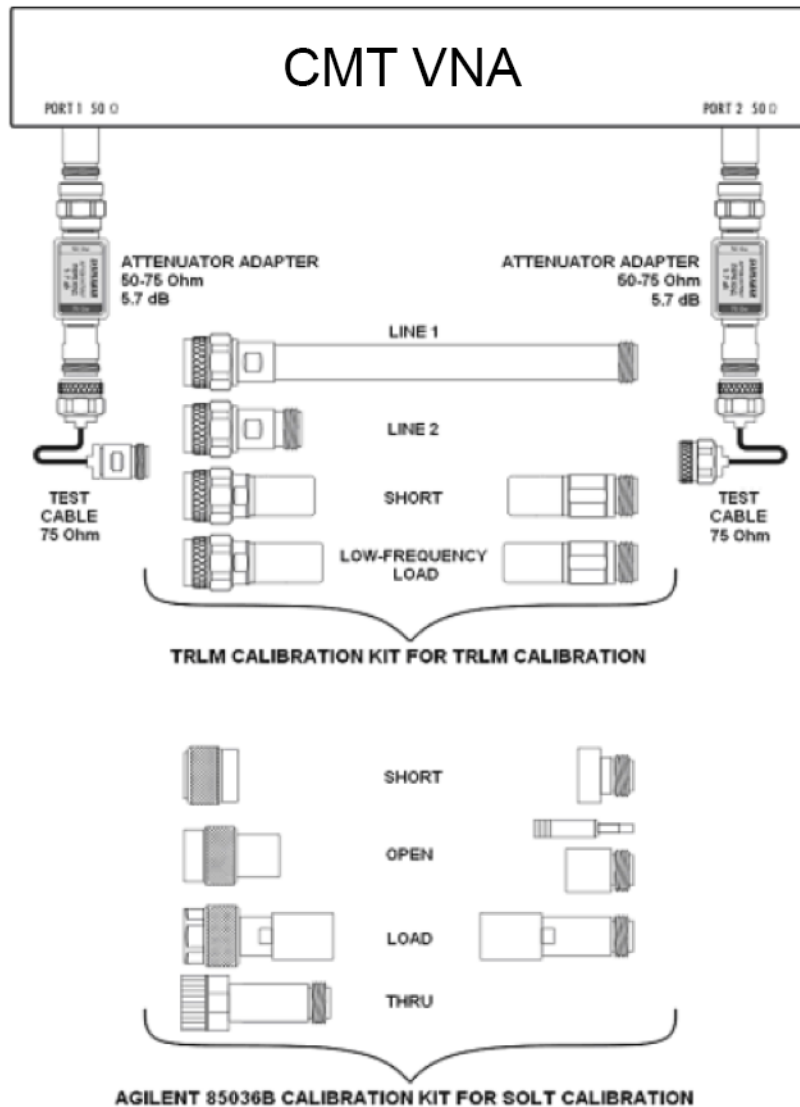 CMT VNA
PORT 1 50 Ω
PORT 2 50 Ω
ATTENUATOR ADAPTER
50-75 Ohm
5.7 dB
ATTENUATOR ADAPTER
50-75 Ohm
5.7 dB
LINE 1
LINE 2
TEST
CABLE
75 Ohm
SHORT
TEST
CABLE
75 Ohm
LOW-FREQUENCY
LOAD
TRLM CALIBRATION KIT FOR TRLM CALIBRATION
SHORT
OPEN
LOAD
THRU
AGILENT 85036B CALIBRATION KIT FOR SOLT CALIBRATION